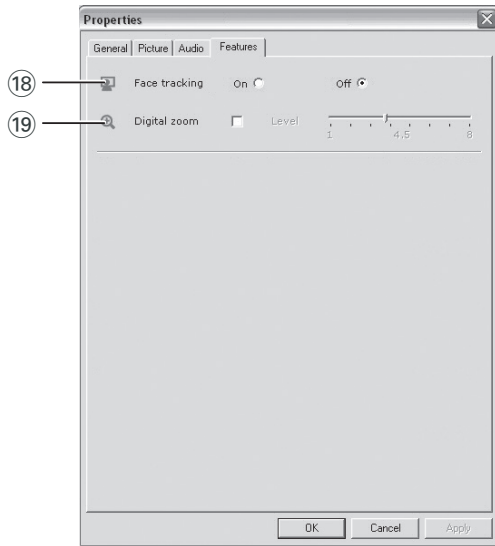 Properties
General Picture Audio Features
⑱ Face tracking On Off
⑲ Digital zoom Level
1 4.5 8
OK Cancel Apply